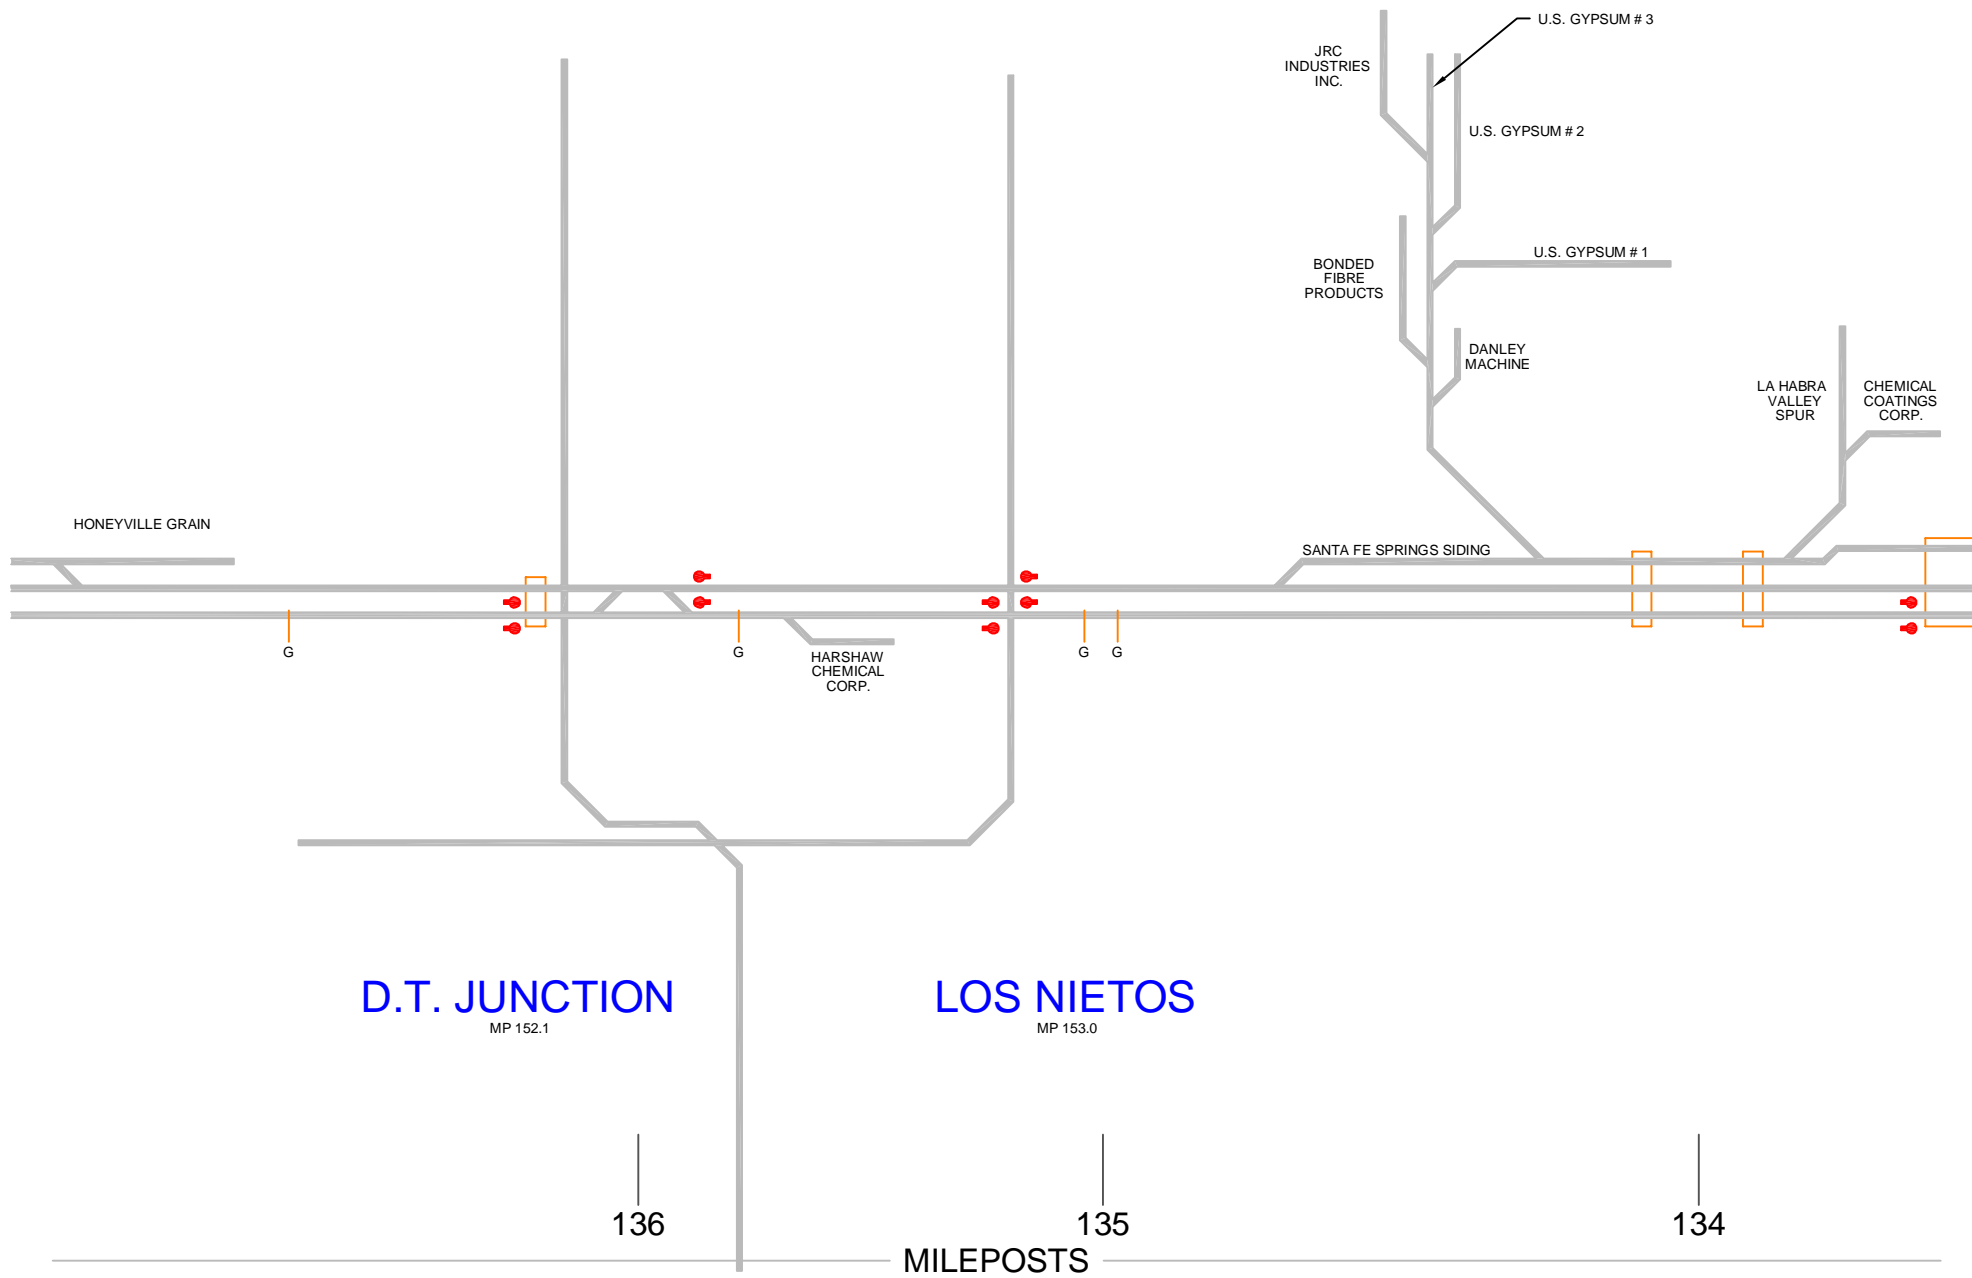 U.S. GYPSUM # 3
JRC
INDUSTRIES
INC.
U.S. GYPSUM # 2
U.S. GYPSUM # 1
BONDED
FIBRE
PRODUCTS
DANLEY
MACHINE
LA HABRA
VALLEY
SPUR
CHEMICAL
COATINGS
CORP.
HONEYVILLE GRAIN
SANTA FE SPRINGS SIDING
G
G
G
G
HARSHAW
CHEMICAL
CORP.
D.T. JUNCTION
MP 152.1
LOS NIETOS
MP 153.0
136
135
134
MILEPOSTS